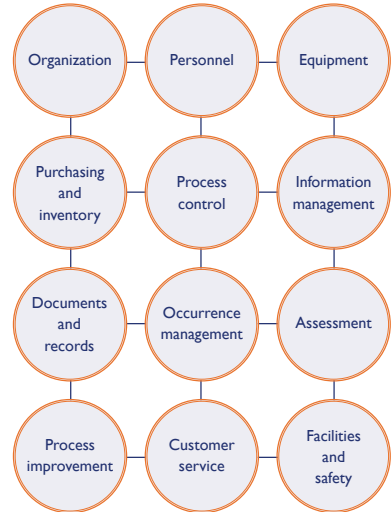 Organization
Personnel
Equipment
Purchasing
and
inventory
Process
control
Information
management
Documents
and
records
Occurrence
management
Assessment
Process
improvement
Customer
service
Facilities
and
safety